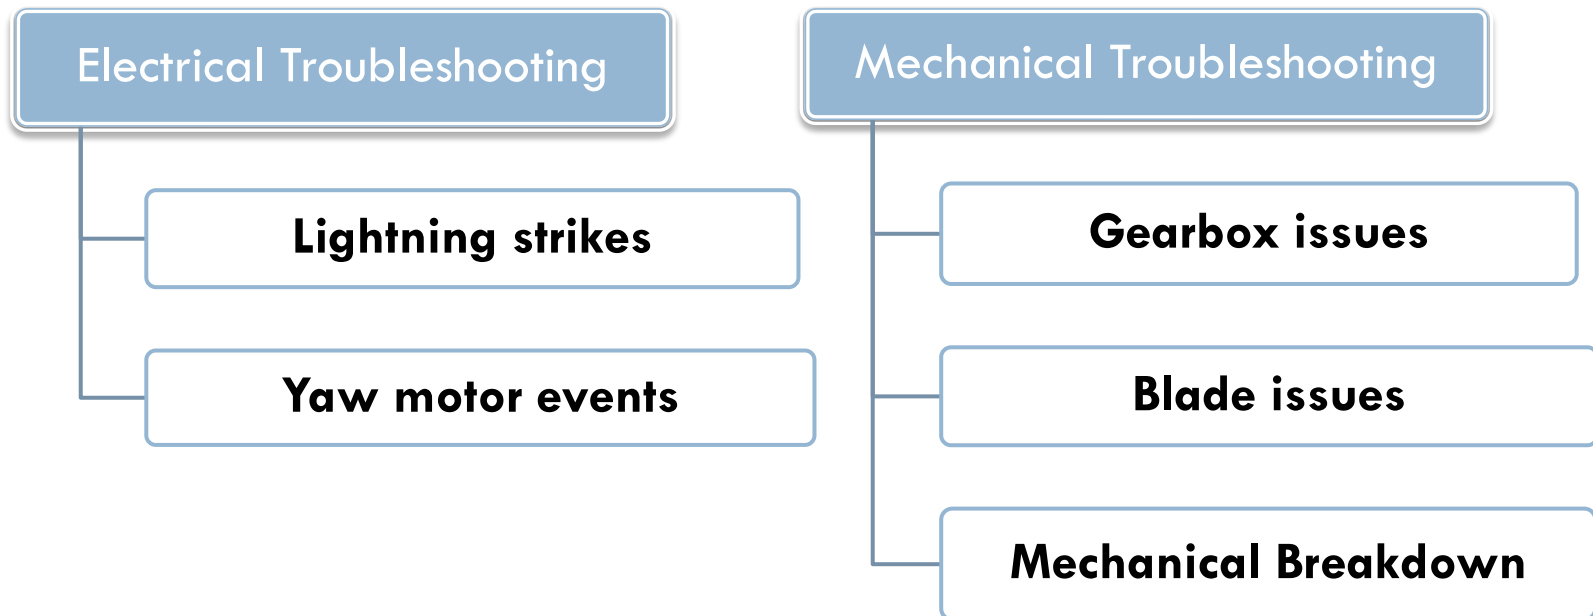 Electrical Troubleshooting
Lightning strikes
Yaw motor events
Mechanical Troubleshooting
Gearbox issues
Blade issues
Mechanical Breakdown